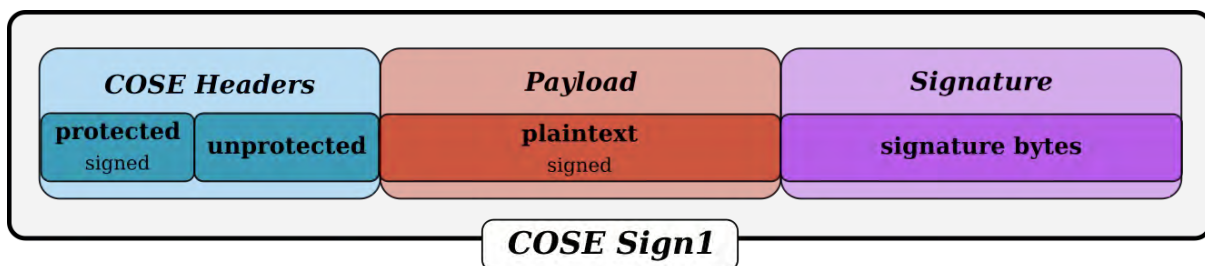 COSE Headers
protected
signed
unprotected
Payload
plaintext
signed
Signature
signature bytes
COSE Sign1